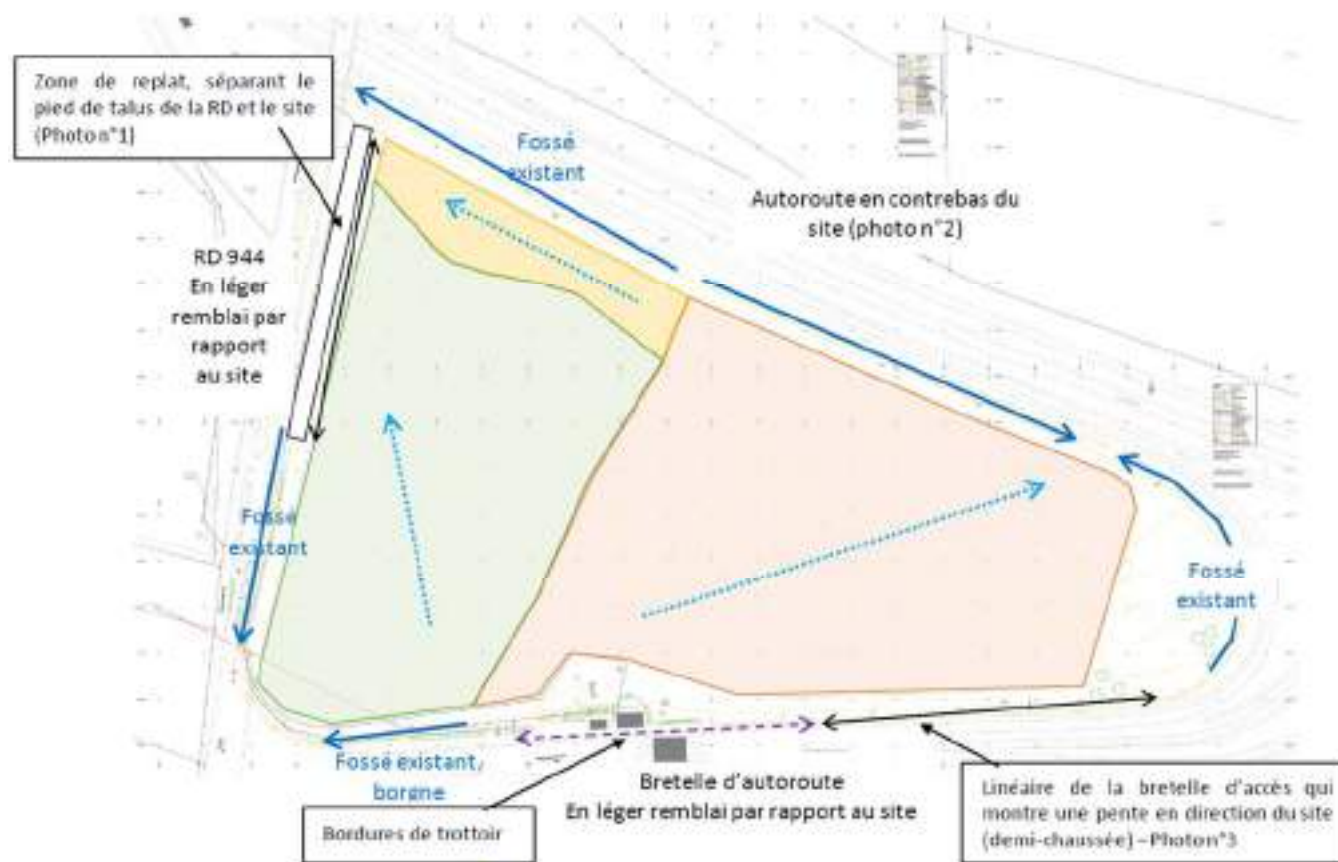 Zone de replat, séparant le
pied de talus de la RD et le site
(Photo n°1)
Fossé
existant
Autoroute en contrebas du
site (photo n°2)
RD 944
En léger
remblai par
rapport
au site
Fossé
existant
Fossé
existant
Fossé existant,
borgne
Bordures de trottoir
Bretelle d'autoroute
En léger remblai par rapport au site
Linéaire de la bretelle d'accès qui
montre une pente en direction du site
(demi-chaussée) – Photo n°3